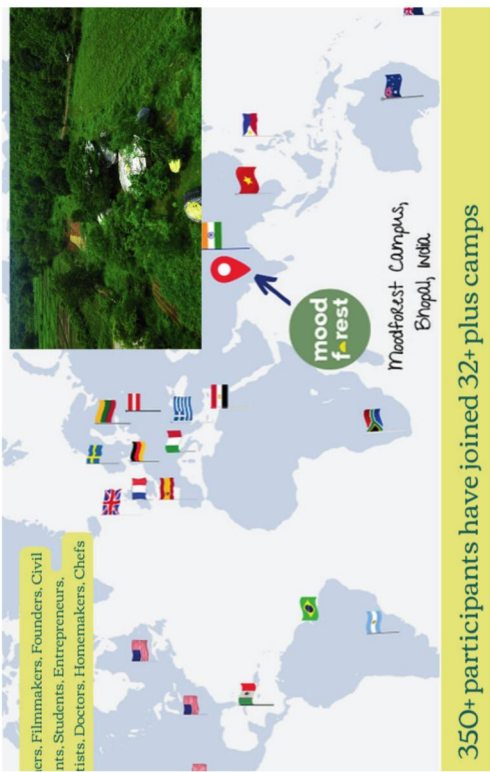 ers, Filmmakers, Founders, Civil
nts, Students, Entrepreneurs,
tists, Doctors, Homemakers, Chefs
mood
f rest
Moodforest Campus,
Bhopal, India
350+ participants have joined 32+ plus camps